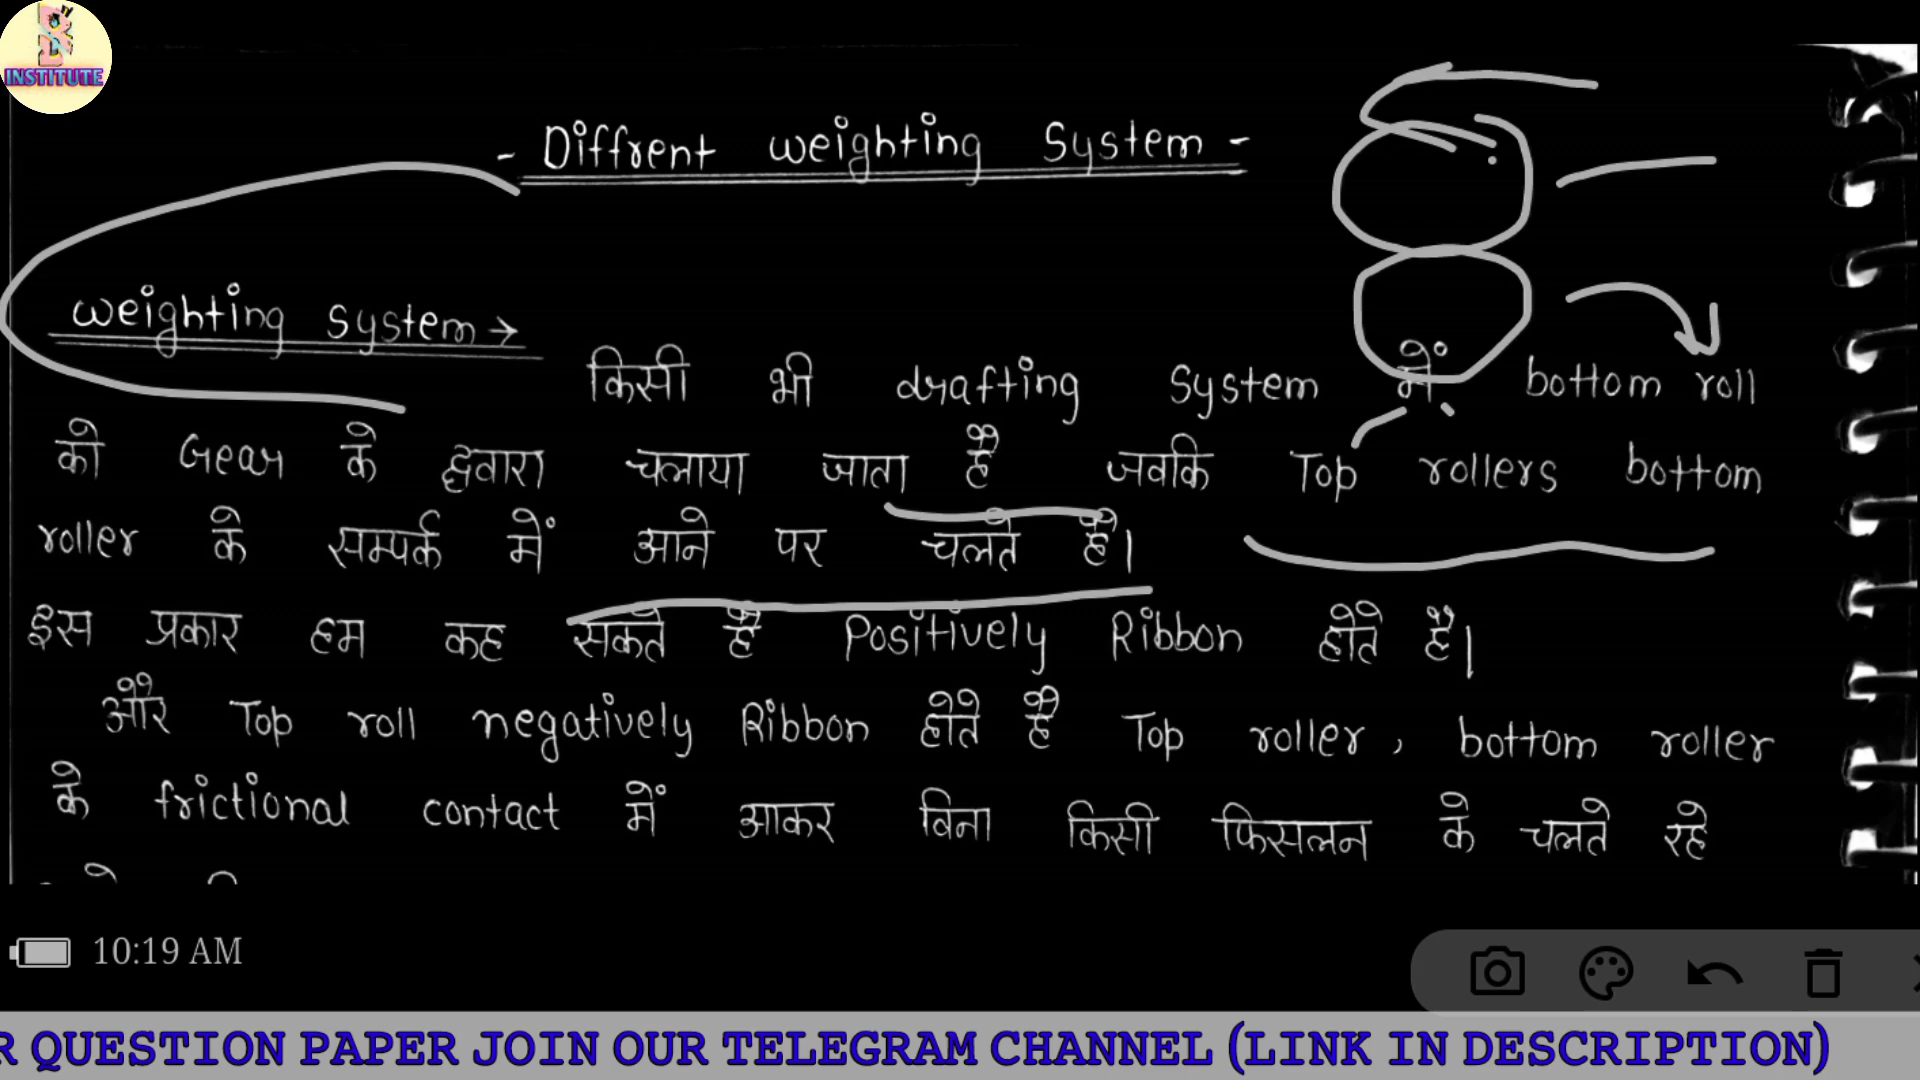 INSTITUTE
- Diffrent weighting System -
weighting system →
किसी भी drafting System में bottom roll
को Gear के द्वारा चलाया जाता है जबकि Top rollers bottom
roller के सम्पर्क में आने पर चलते है।
इस प्रकार हम कह सकते है Positively Ribbon होते है।
और Top roll negatively Ribbon होते है Top roller, bottom roller
के frictional contact में आकर बिना किसी फिसलन के चलते रहे
10:19 AM
R QUESTION PAPER JOIN OUR TELEGRAM CHANNEL (LINK IN DESCRIPTION)